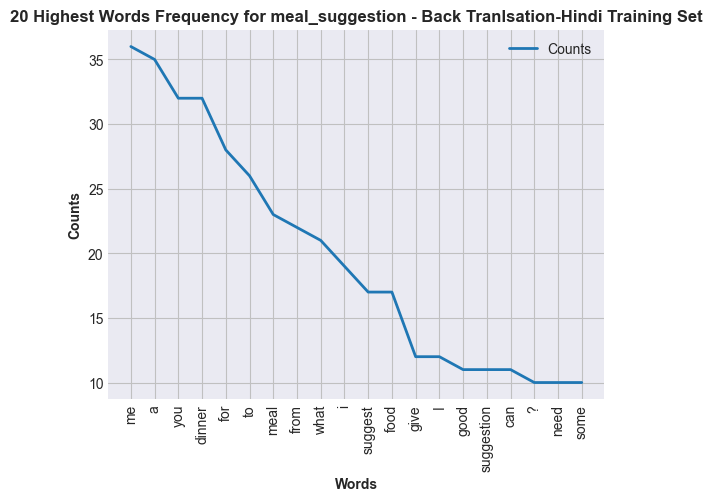 20 Highest Words Frequency for meal_suggestion - Back Tranlsation-Hindi Training Set
Counts
35
30
25
20
15
10
Counts
me
a
you
dinner
for
to
meal
from
what
i
suggest
food
give
I
good
suggestion
can
?
need
some
Words